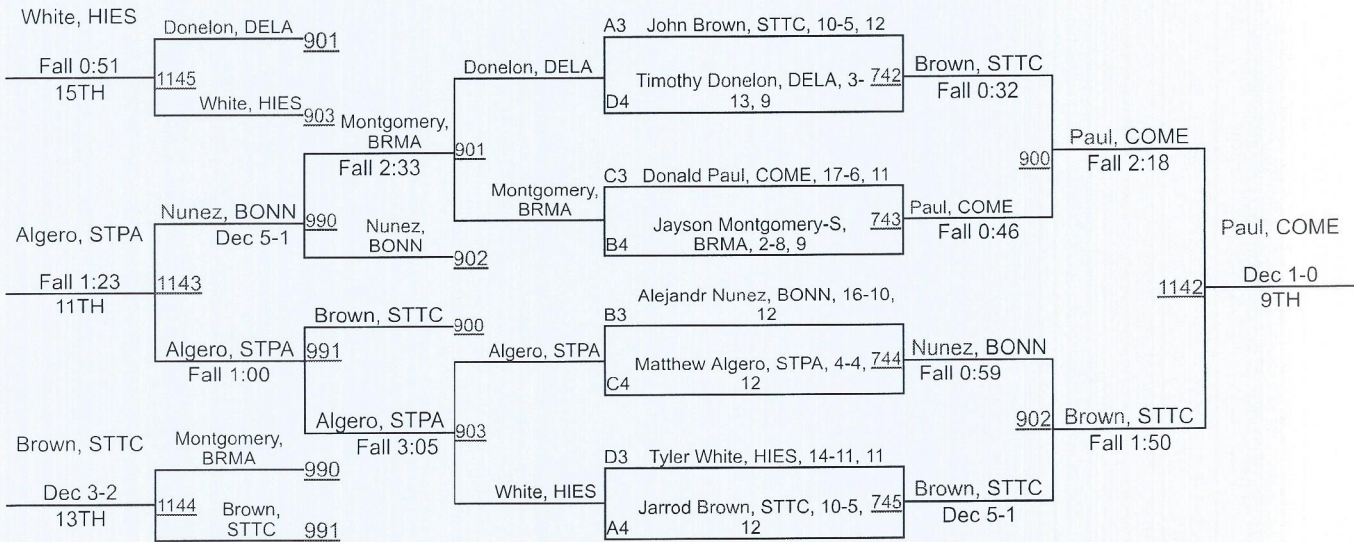 White, HIES
Fall 0:51
15TH
Donelon, DELA
901
1145
White, HIES
903
Algero, STPA
Fall 1:23
11TH
1143
Nunez, BONN
Dec 5-1
990
Montgomery,
BRMA
Fall 2:33
901
Nunez,
BONN
902
Algero, STPA
Fall 1:00
991
Brown, STTC
900
Algero, STPA
Fall 3:05
903
Brown, STTC
Dec 3-2
13TH
Montgomery,
BRMA
990
1144
Brown,
STTC
991
Donelon, DELA
Montgomery,
BRMA
Algero, STPA
White, HIES
A3 John Brown, STTC, 10-5, 12
Timothy Donelon, DELA, 3-
13, 9
D4
742
Brown, STTC
Fall 0:32
C3 Donald Paul, COME, 17-6, 11
Jayson Montgomery-S,
BRMA, 2-8, 9
B4
743
Paul, COME
Fall 0:46
900
Paul, COME
Fall 2:18
Alejandr Nunez, BONN, 16-10,
12
B3
Matthew Algero, STPA, 4-4,
12
C4
744
Nunez, BONN
Fall 0:59
D3 Tyler White, HIES, 14-11, 11
Jarrod Brown, STTC, 10-5,
12
A4
745
Brown, STTC
Dec 5-1
902
Brown, STTC
Fall 1:50
1142
Paul, COME
Dec 1-0
9TH